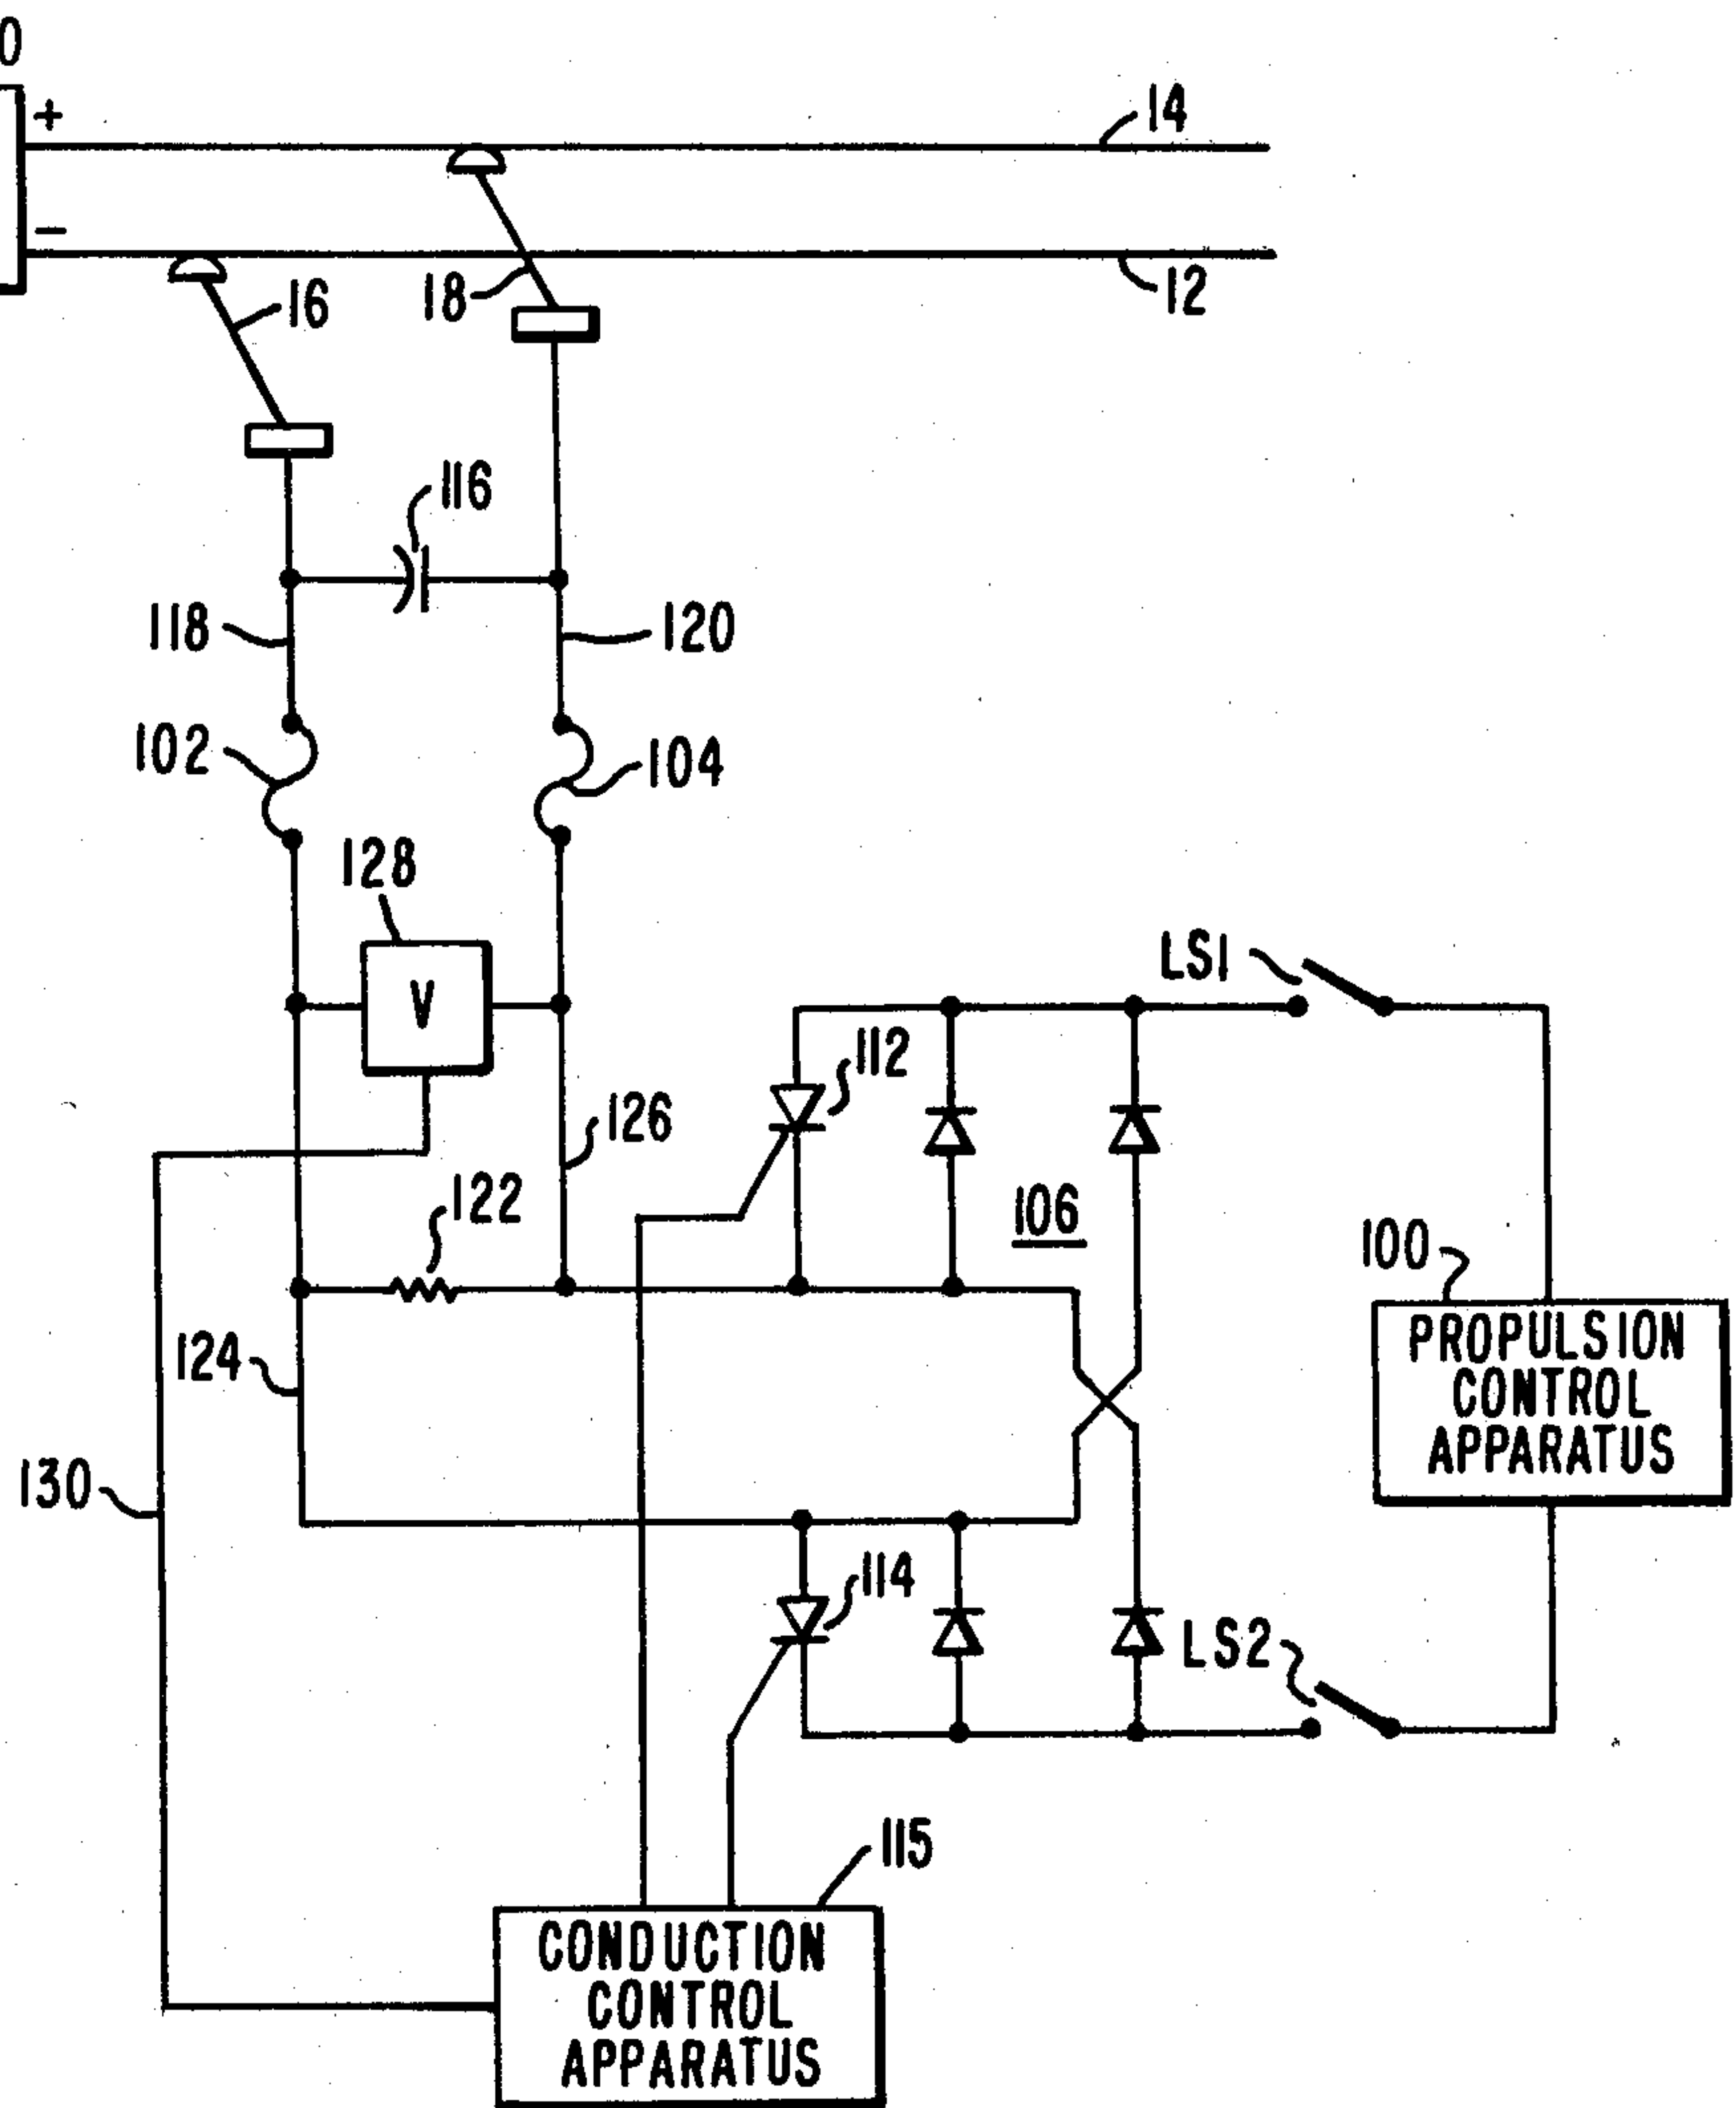 0
+
14
−
16
18
12
116
118
120
102
104
128
V
LS1
112
126
122
106
100
PROPULSION
CONTROL
APPARATUS
124
130
114
LS2
115
CONDUCTION
CONTROL
APPARATUS